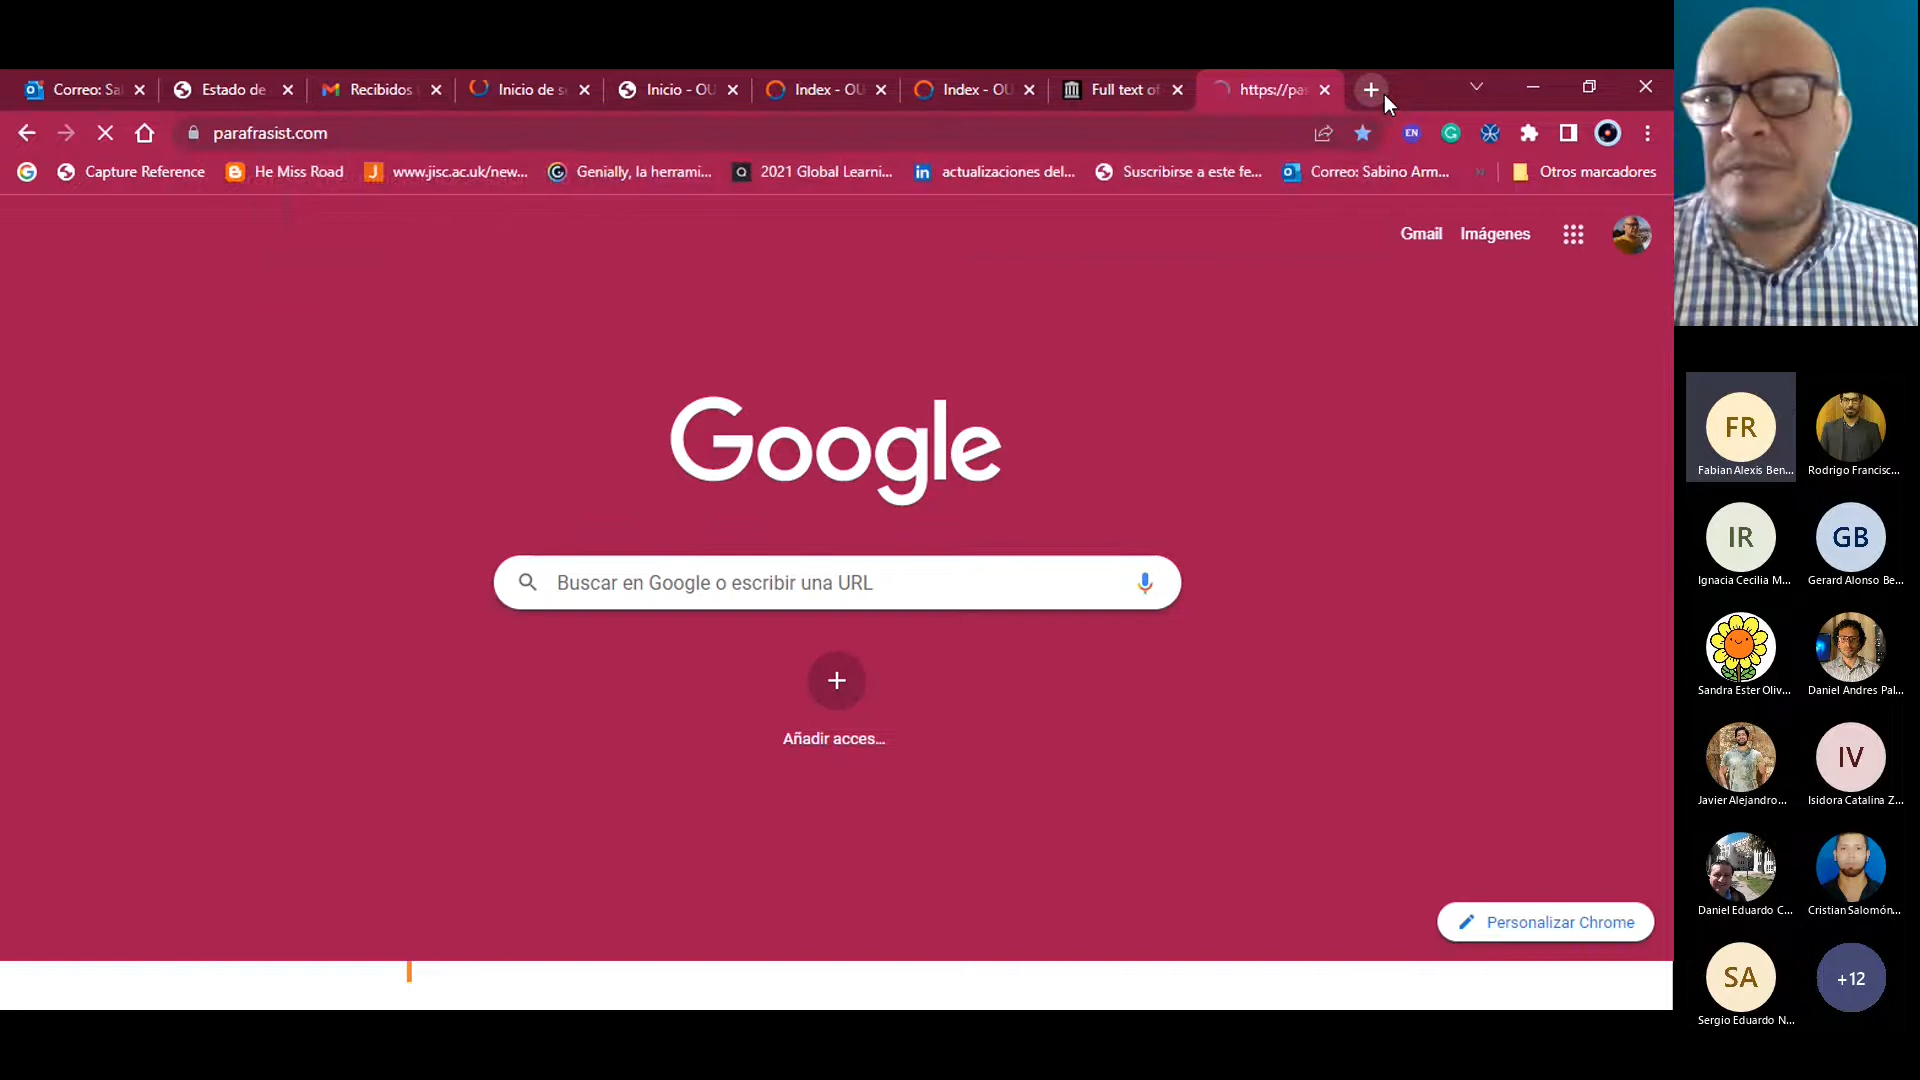 Correo: Sa
Estado de
Recibidos
Inicio de s
Inicio - OU
Index - OU
Index - OU
Full text of
https://pa
parafrasist.com
EN
Capture Reference
He Miss Road
www.jisc.ac.uk/new...
Genially, la herrami...
2021 Global Learni...
actualizaciones del...
Suscribirse a este fe...
Correo: Sabino Arm...
»
Otros marcadores
Gmail
Imágenes
Google
Buscar en Google o escribir una URL
Añadir acces...
Personalizar Chrome
FR
Fabian Alexis Ben...
Rodrigo Francisc...
IR
Ignacia Cecilia M...
GB
Gerard Alonso Be...
Sandra Ester Oliv...
Daniel Andres Pal...
Javier Alejandro...
IV
Isidora Catalina Z...
Daniel Eduardo C...
Cristian Salomón...
SA
Sergio Eduardo N...
+12